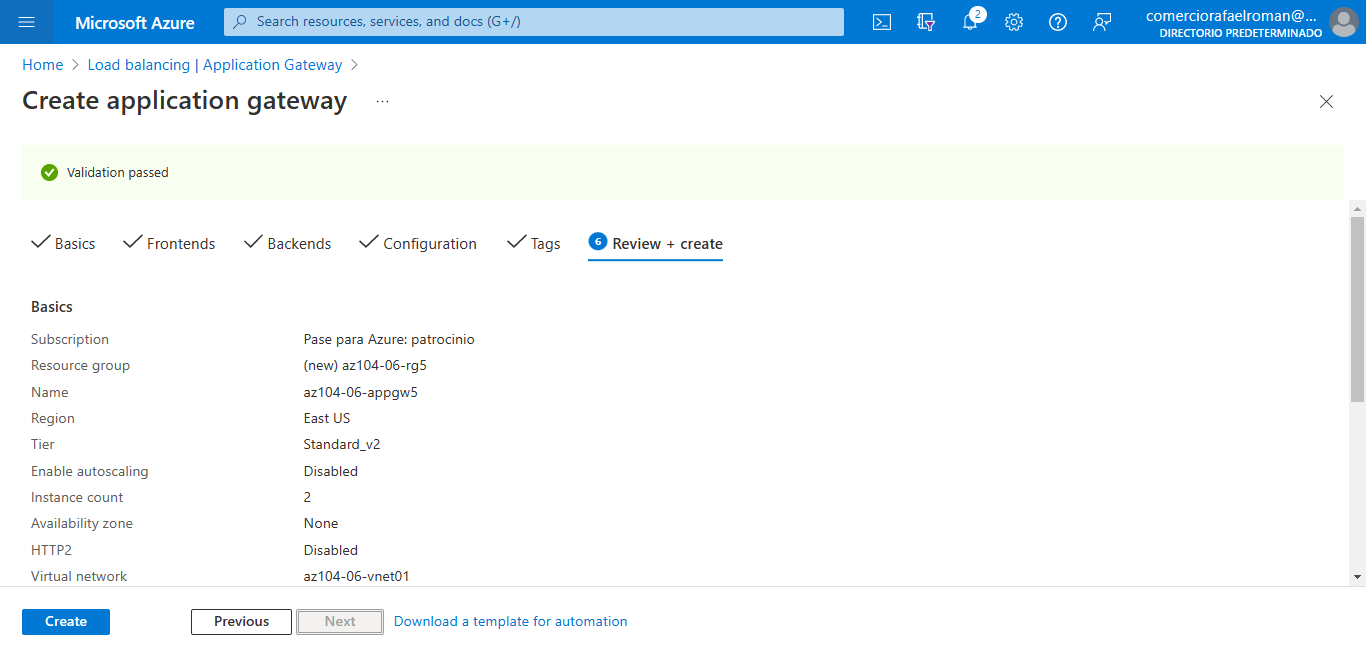 Microsoft Azure
Search resources, services, and docs (G+/)
2
comerciorafaelroman@...
DIRECTORIO PREDETERMINADO
Home > Load balancing | Application Gateway >
Create application gateway ...
Validation passed
Basics Frontends Backends Configuration Tags 6 Review + create
Basics
Subscription Pase para Azure: patrocinio
Resource group (new) az104-06-rg5
Name az104-06-appgw5
Region East US
Tier Standard_v2
Enable autoscaling Disabled
Instance count 2
Availability zone None
HTTP2 Disabled
Virtual network az104-06-vnet01
Create Previous Next Download a template for automation